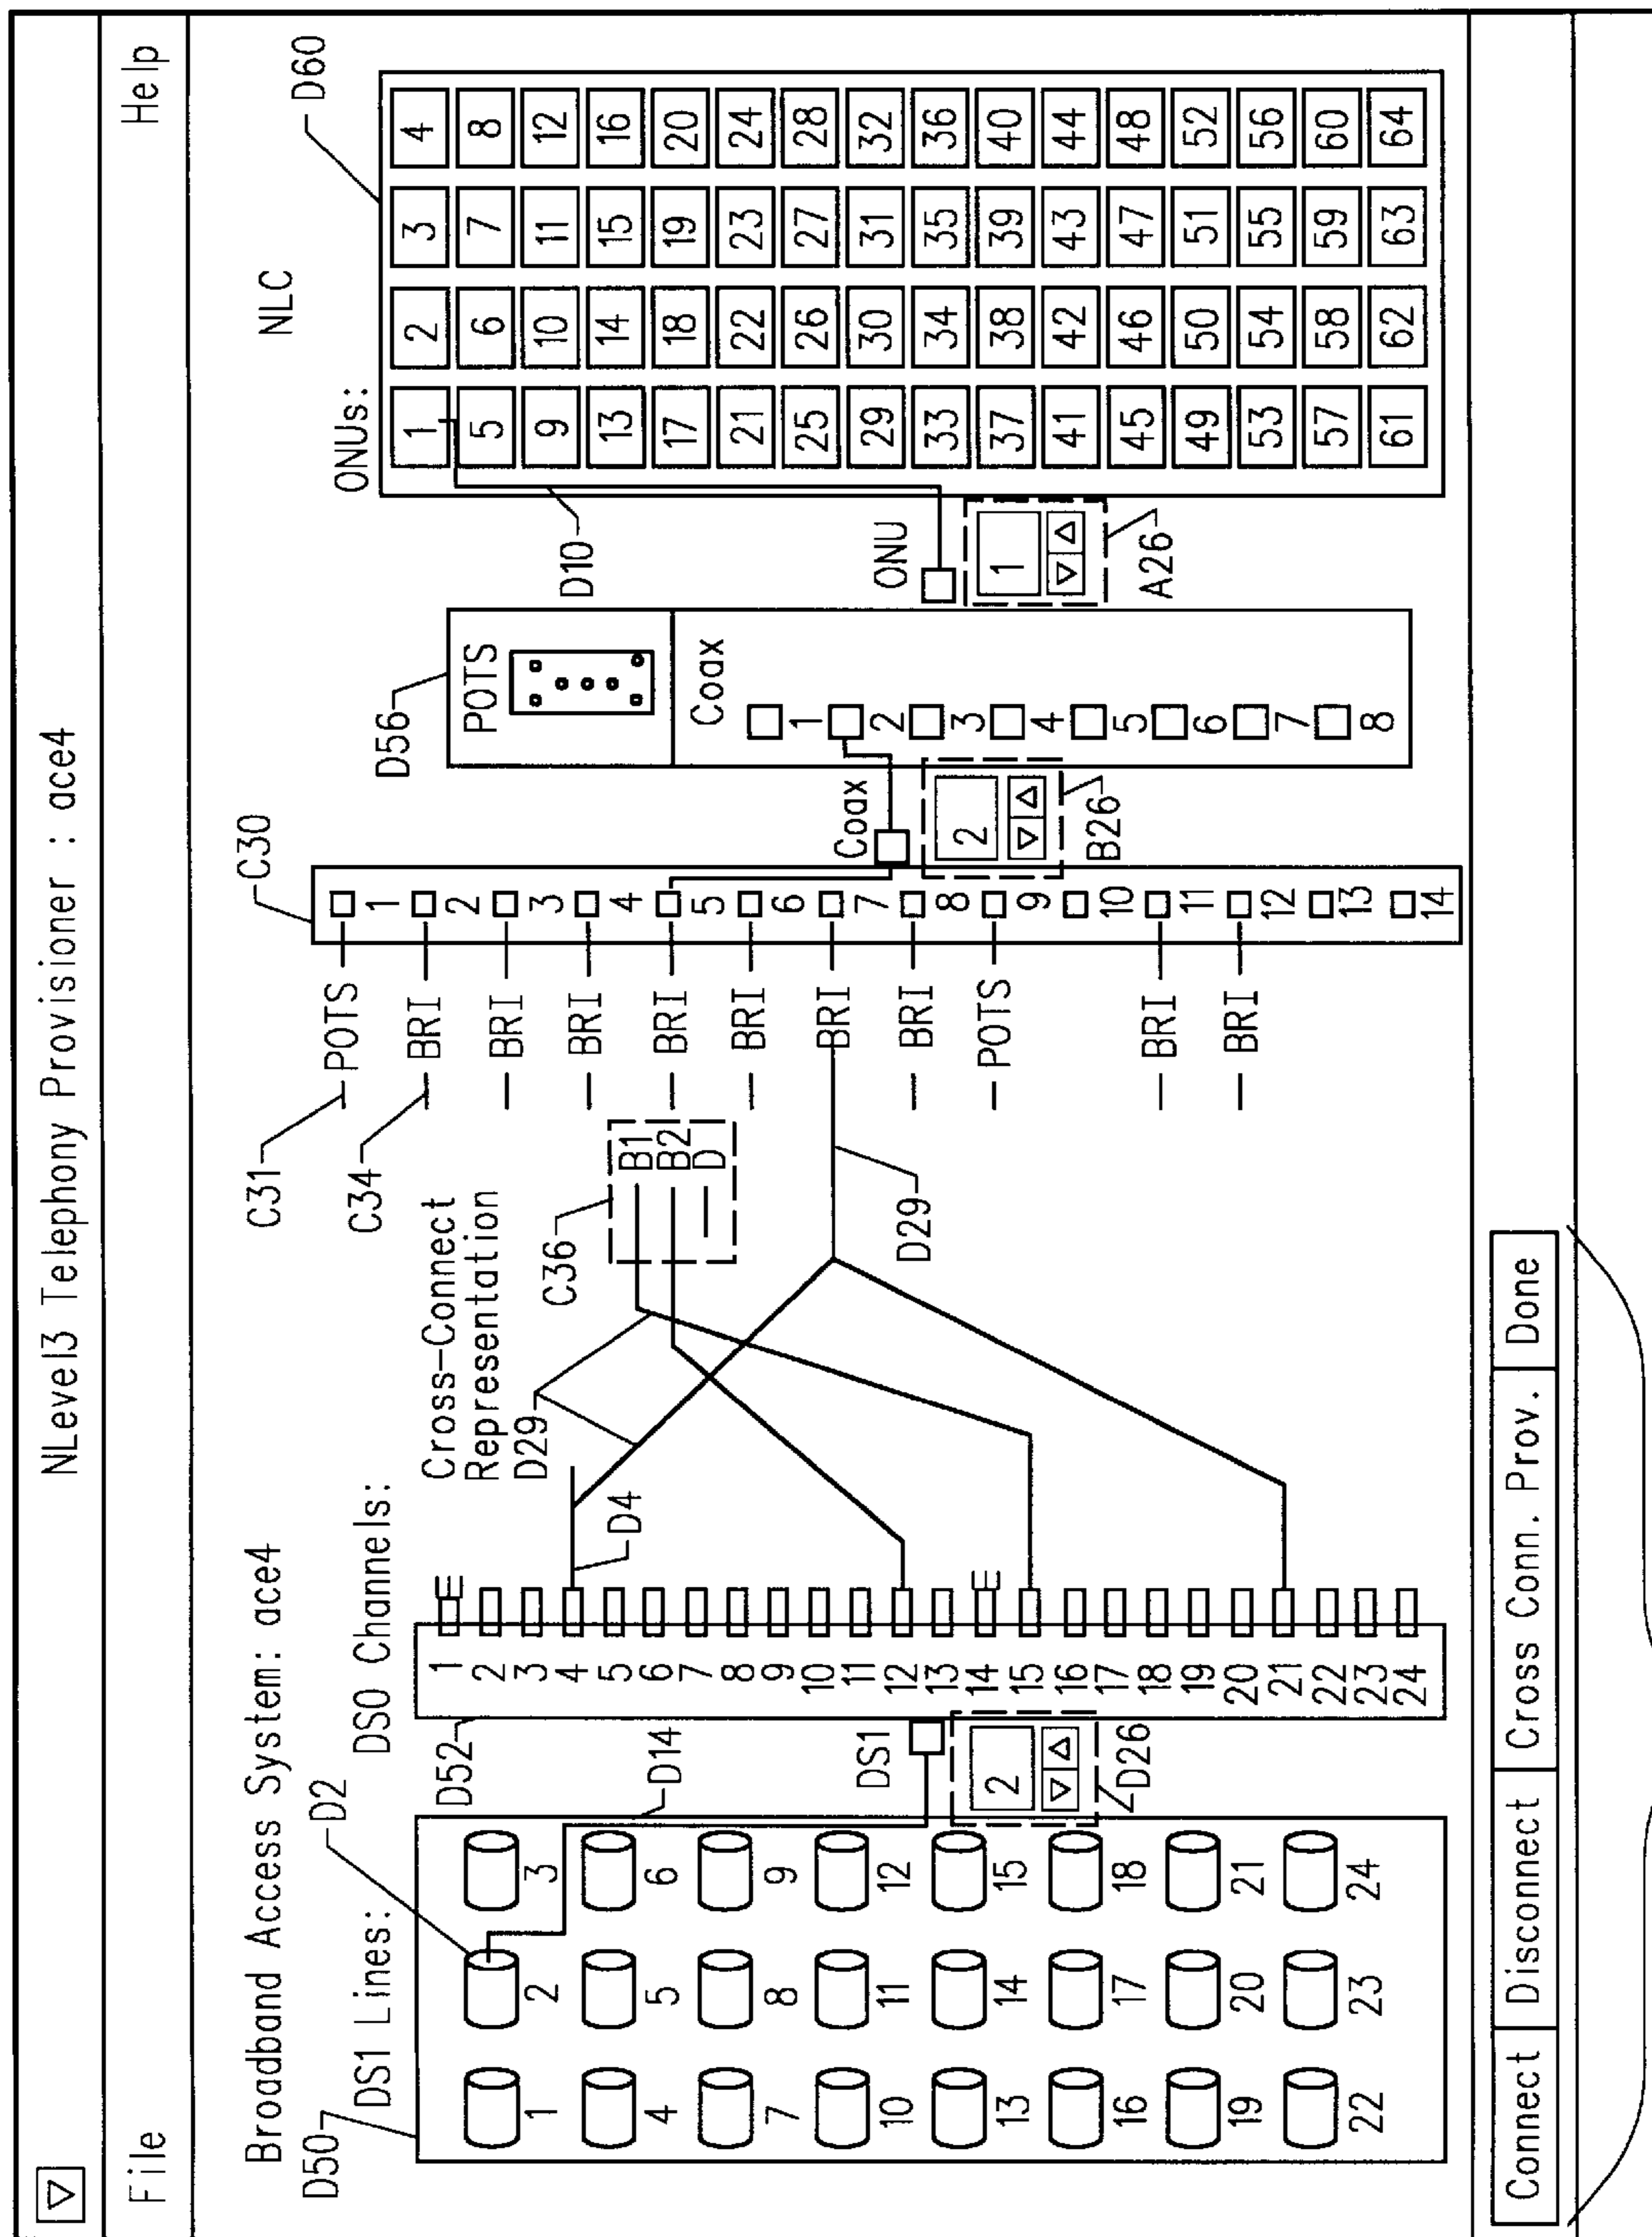 NLevel3 Telephony Provisioner : ace4
File Help
Broadband Access System: ace4
D50
DS1 Lines:
D2
1 2 3
4 5 6
7 8 9
10 11 12
13 14 15
16 17 18
19 20 21
22 23 24
D14
DS1
2
D26
DS0 Channels:
D52
1 E
2
3
4
5
6
7
8
9
10
11
12
13
14 E
15
16
17
18
19
20
21
22
23
24
D4
Cross-Connect
Representation
D29
C36
B1
B2
D
D29
C31
C34
POTS
BRI
BRI
BRI
BRI
BRI
BRI
BRI
POTS
BRI
BRI
C30
1
2
3
4
5
6
7
8
9
10
11
12
13
14
Coax
2
B26
D56
POTS
Coax
1
2
3
4
5
6
7
8
D10
ONU
1
A26
NLC
D60
ONUs:
1 2 3 4
5 6 7 8
9 10 11 12
13 14 15 16
17 18 19 20
21 22 23 24
25 26 27 28
29 30 31 32
33 34 35 36
37 38 39 40
41 42 43 44
45 46 47 48
49 50 51 52
53 54 55 56
57 58 59 60
61 62 63 64
Connect Disconnect Cross Conn. Prov. Done